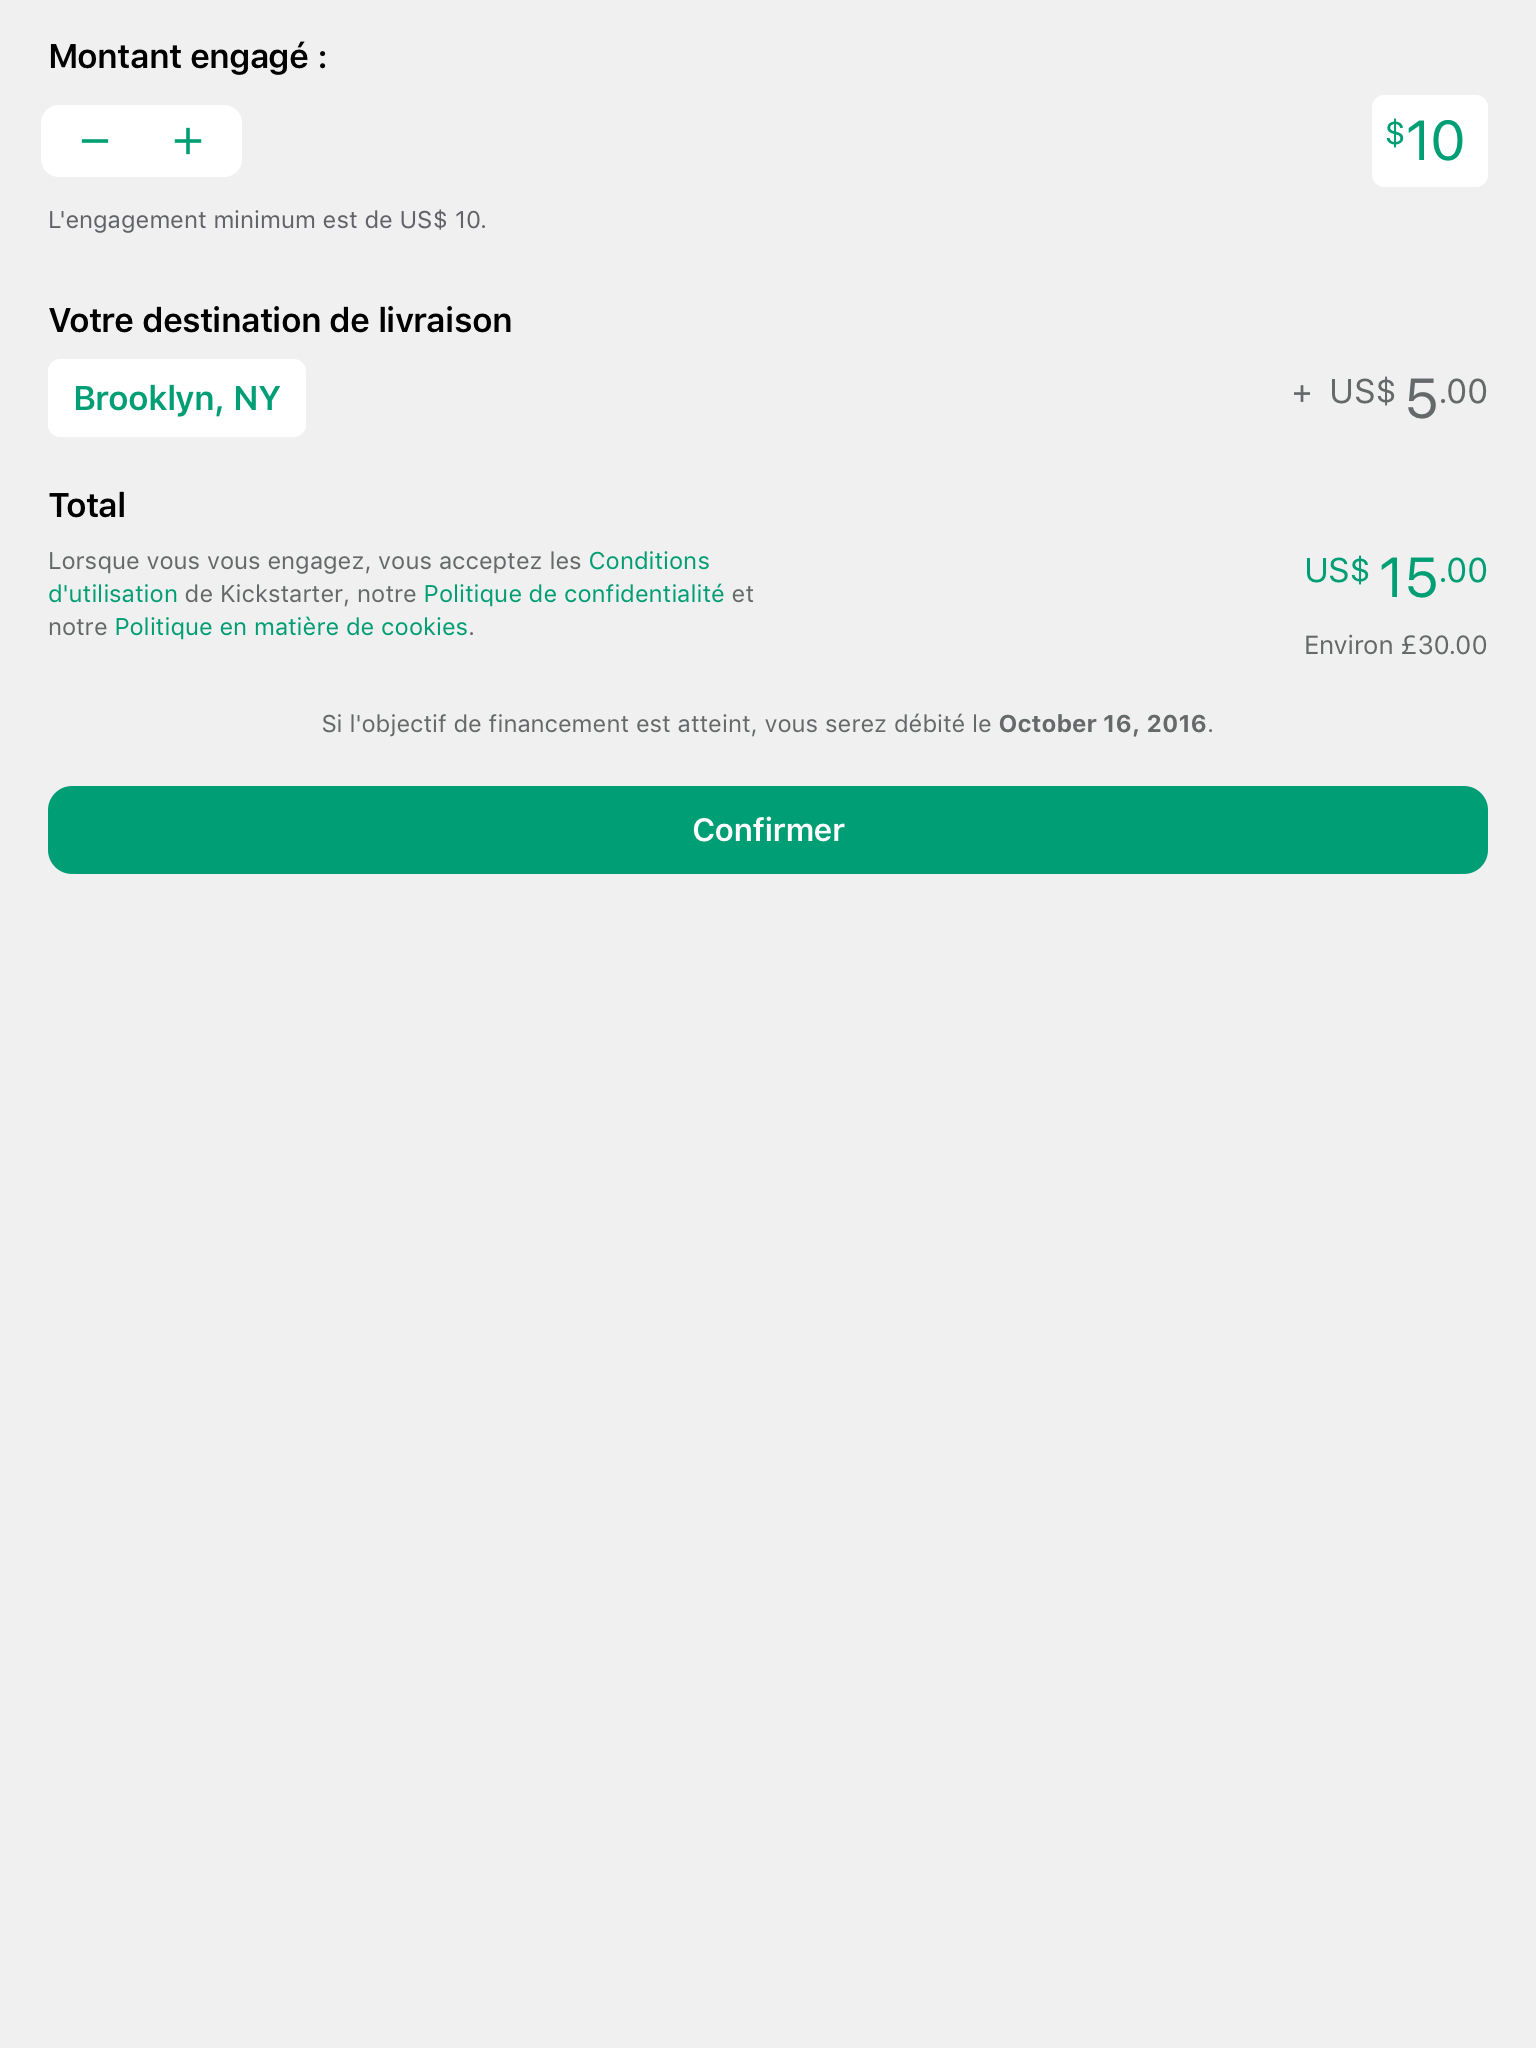 Montant engagé :
− +
$10
L'engagement minimum est de US$ 10.
Votre destination de livraison
Brooklyn, NY
+ US$ 5.00
Total
Lorsque vous vous engagez, vous acceptez les Conditions
d'utilisation de Kickstarter, notre Politique de confidentialité et
notre Politique en matière de cookies.
US$ 15.00
Environ £30.00
Si l'objectif de financement est atteint, vous serez débité le October 16, 2016.
Confirmer